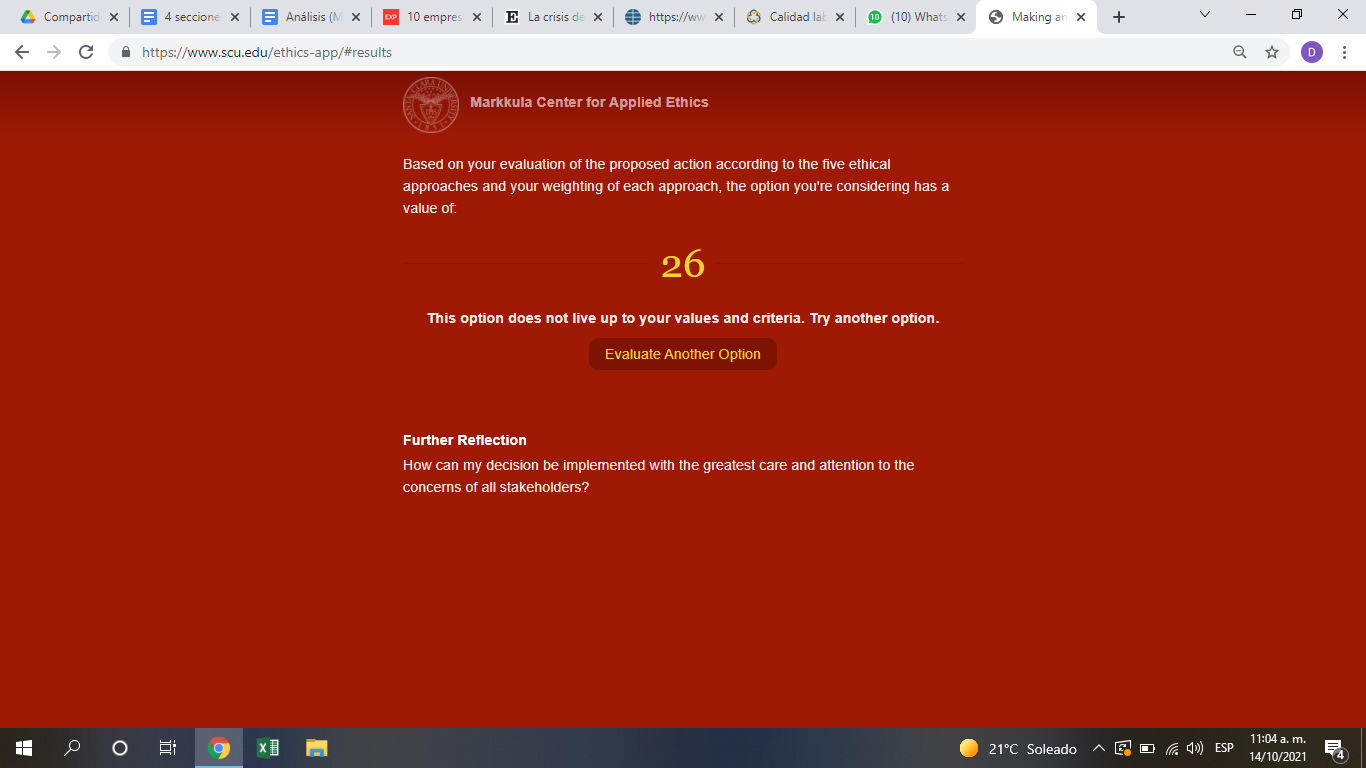 Compartid
4 seccione
Análisis (M
EXP 10 empres
E La crisis de
https://ww
Calidad lab
10 (10) Whats
Making an
https://www.scu.edu/ethics-app/#results
D
Markkula Center for Applied Ethics
Based on your evaluation of the proposed action according to the five ethical
approaches and your weighting of each approach, the option you're considering has a
value of:
26
This option does not live up to your values and criteria. Try another option.
Evaluate Another Option
Further Reflection
How can my decision be implemented with the greatest care and attention to the
concerns of all stakeholders?
21°C Soleado
ESP
11:04 a. m.
14/10/2021
4